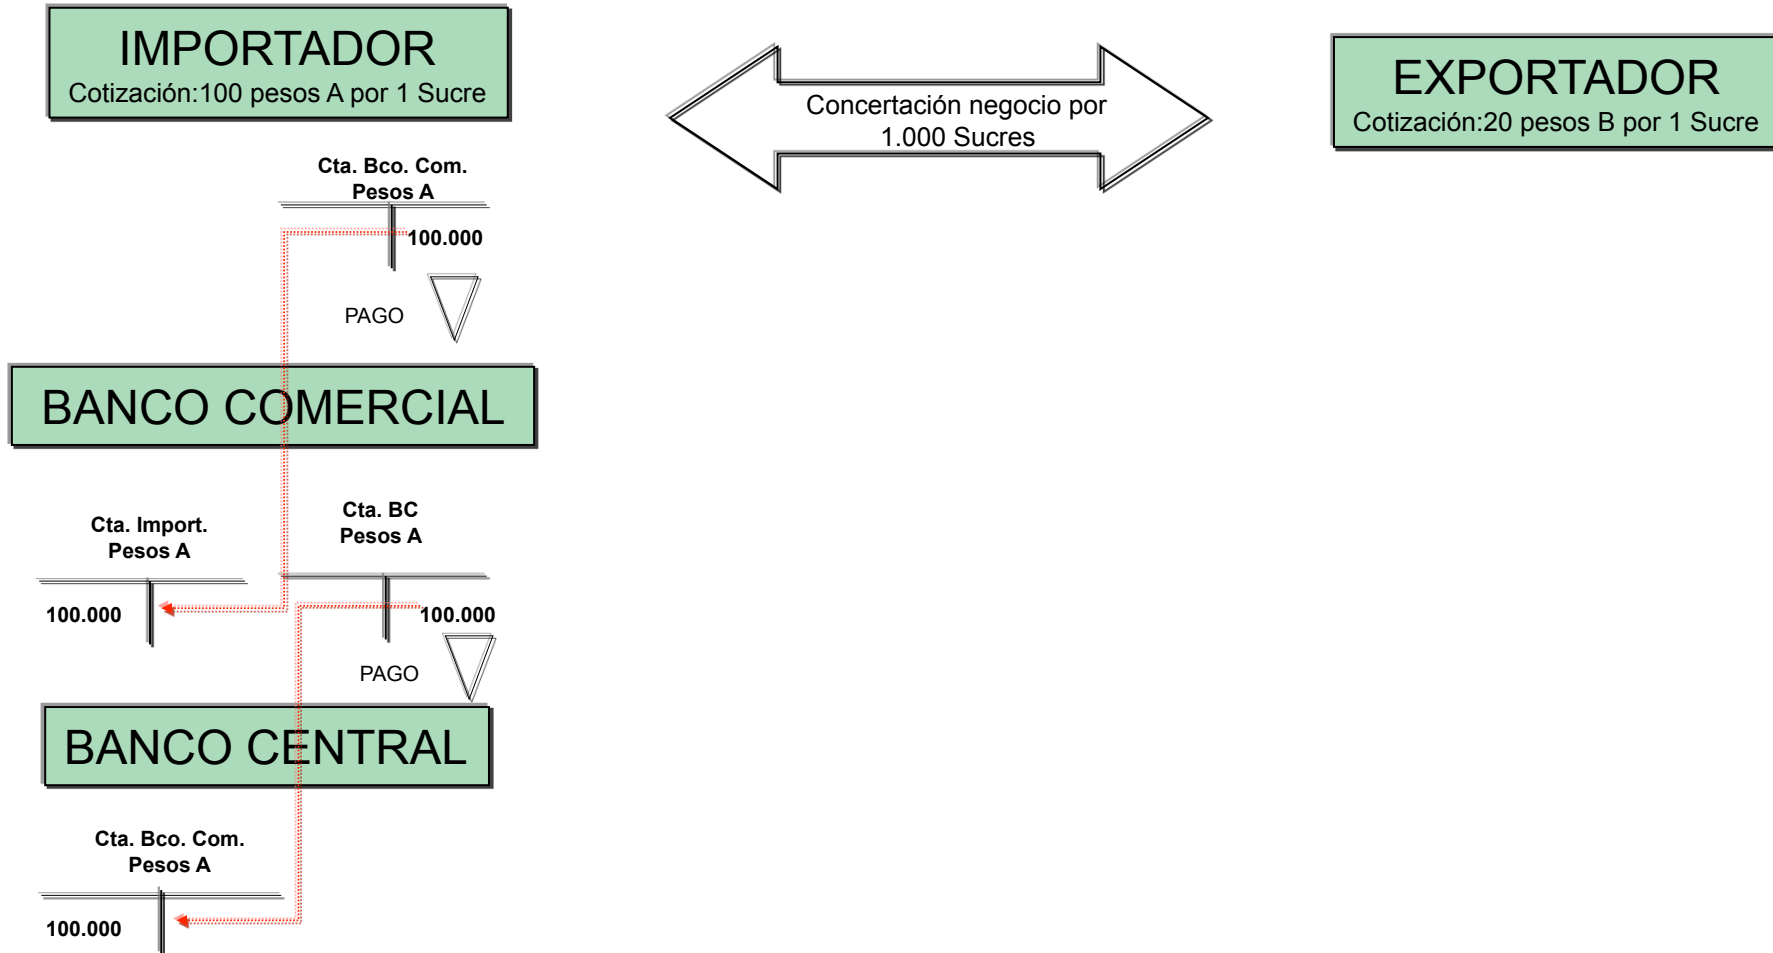 IMPORTADOR
Cotización:100 pesos A por 1 Sucre
Concertación negocio por
1.000 Sucres
EXPORTADOR
Cotización:20 pesos B por 1 Sucre
Cta. Bco. Com.
Pesos A
100.000
PAGO
BANCO COMERCIAL
Cta. Import.
Pesos A
Cta. BC
Pesos A
100.000
100.000
PAGO
BANCO CENTRAL
Cta. Bco. Com.
Pesos A
100.000